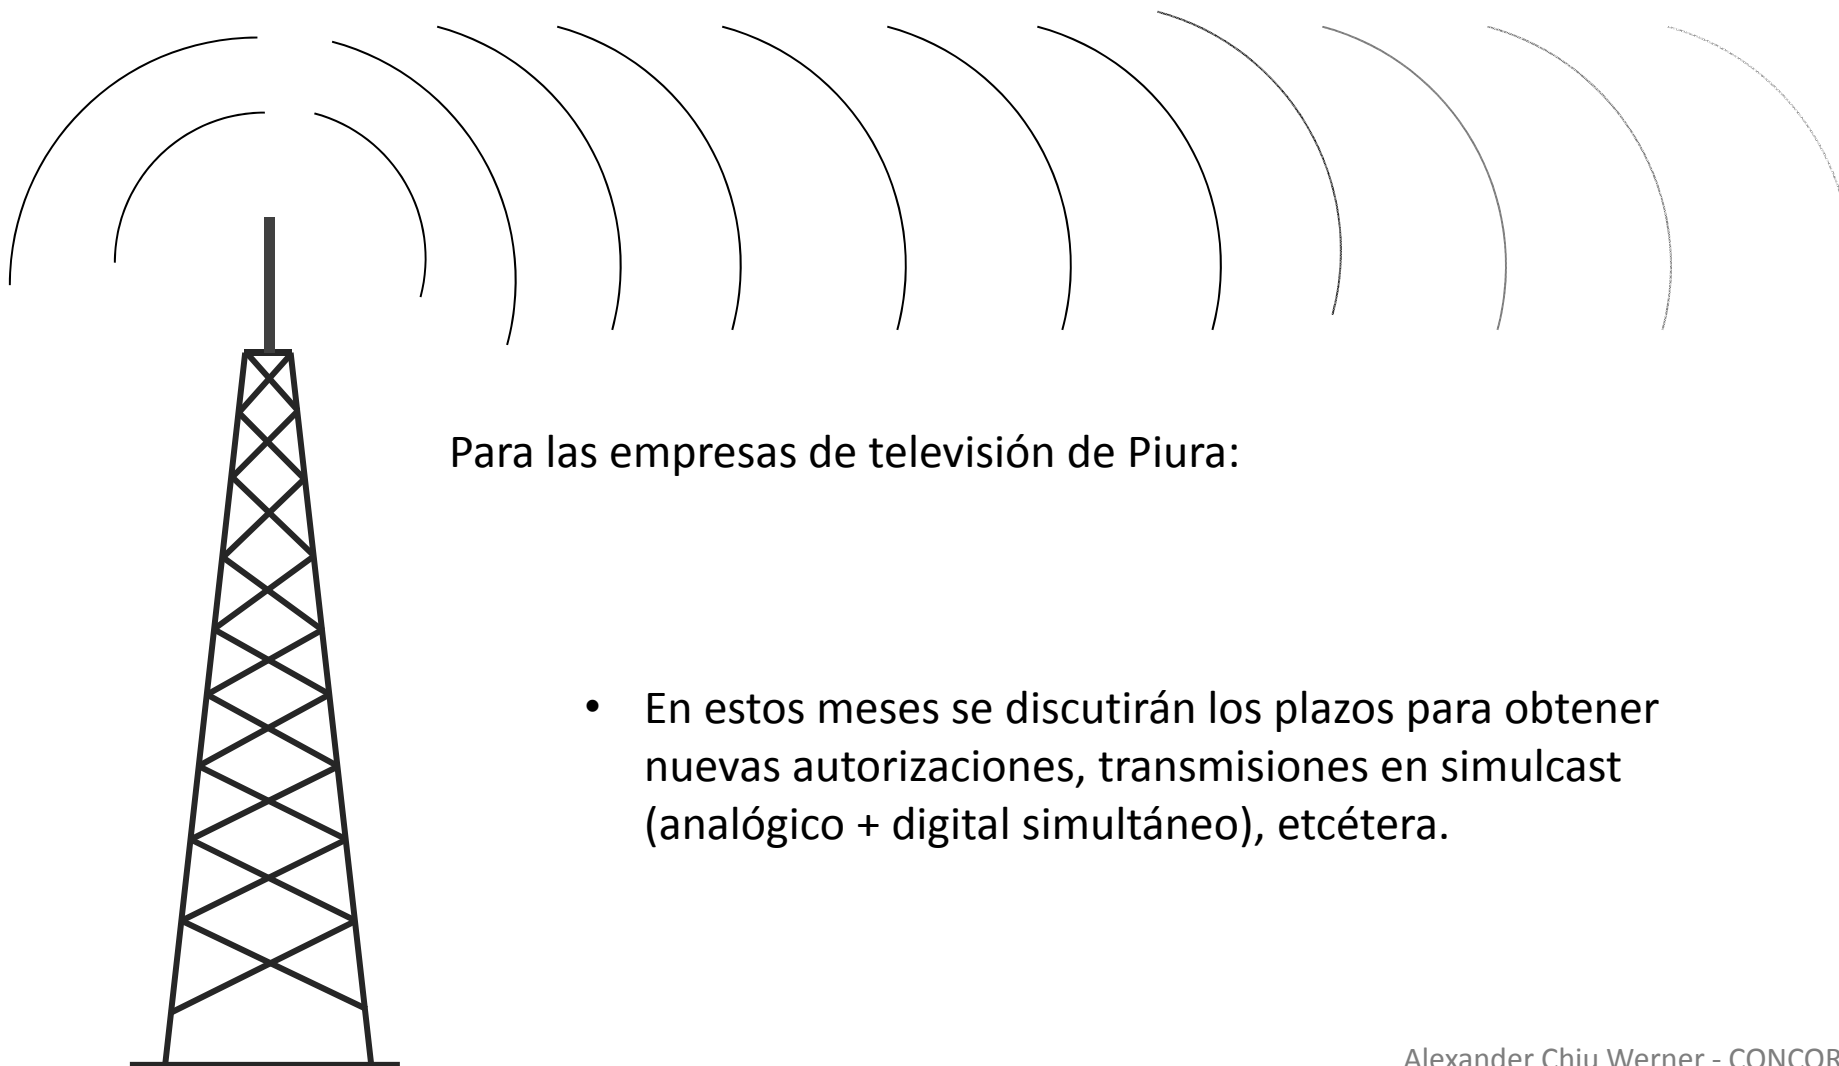 Para las empresas de televisión de Piura:
• En estos meses se discutirán los plazos para obtener
nuevas autorizaciones, transmisiones en simulcast
(analógico + digital simultáneo), etcétera.
Alexander Chiu Werner - CONCOR